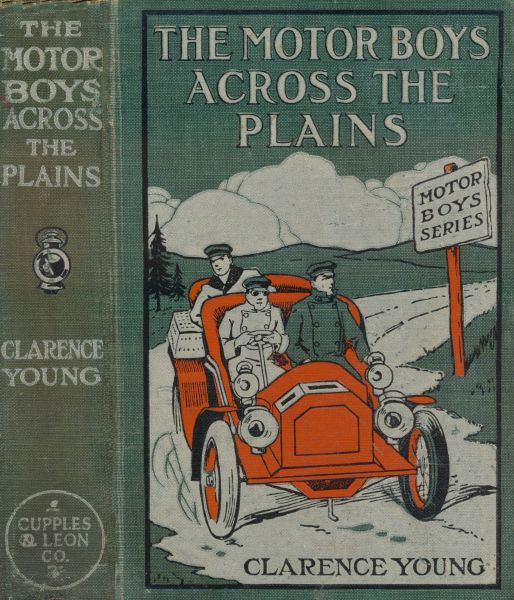 THE
MOTOR
BOYS
ACROSS
THE
PLAINS
CLARENCE
YOUNG
CUPPLES
& LEON
CO.
THE MOTOR BOYS
ACROSS THE
PLAINS
MOTOR
BOYS
SERIES
CLARENCE YOUNG